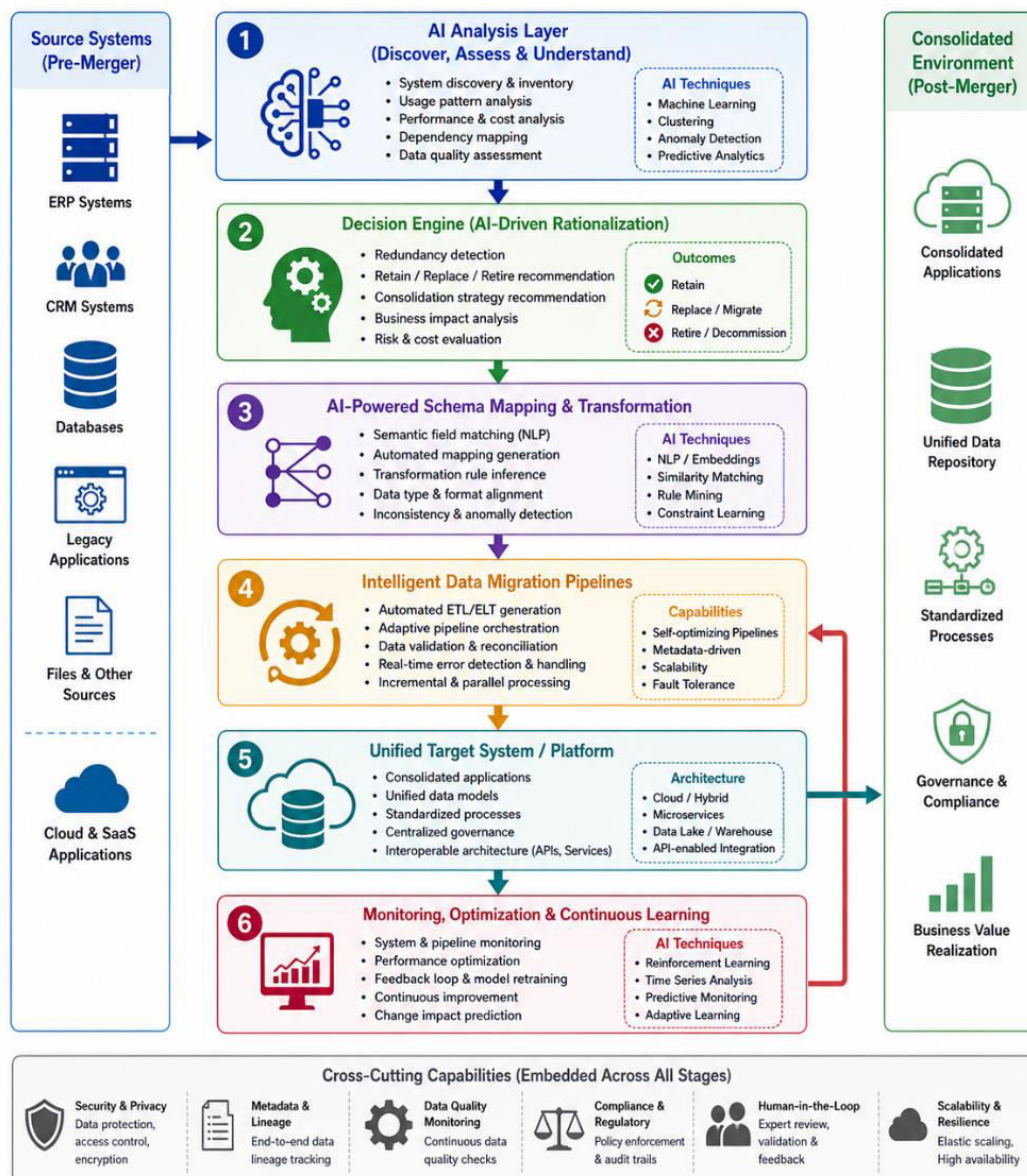 Source Systems
(Pre-Merger)
ERP Systems
CRM Systems
Databases
Legacy
Applications
Files & Other
Sources
Cloud & SaaS
Applications
1
AI Analysis Layer
(Discover, Assess & Understand)
• System discovery & inventory
• Usage pattern analysis
• Performance & cost analysis
• Dependency mapping
• Data quality assessment
AI Techniques
• Machine Learning
• Clustering
• Anomaly Detection
• Predictive Analytics
2
Decision Engine (AI-Driven Rationalization)
• Redundancy detection
• Retain / Replace / Retire recommendation
• Consolidation strategy recommendation
• Business impact analysis
• Risk & cost evaluation
Outcomes
Retain
Replace / Migrate
Retire / Decommission
3
AI-Powered Schema Mapping & Transformation
• Semantic field matching (NLP)
• Automated mapping generation
• Transformation rule inference
• Data type & format alignment
• Inconsistency & anomally detection
AI Techniques
• NLP / Embeddings
• Similarity Matching
• Rule Mining
• Constraint Learning
4
Intelligent Data Migration Pipelines
• Automated ETL/ELT generation
• Adaptive pipeline orchestration
• Data validation & reconciliation
• Real-time error detection & handling
• Incremental & parallel processing
Capabilities
• Self-optimizing Pipelines
• Metadata-driven
• Scalability
• Fault Tolerance
5
Unified Target System / Platform
• Consolidated applications
• Unified data models
• Standardized processes
• Centralized governance
• Interoperable architecture (APIs, Services)
Architecture
• Cloud / Hybrid
• Microservices
• Data Lake / Warehouse
• API-enabled Integration
6
Monitoring, Optimization & Continuous Learning
• System & pipeline monitoring
• Performance optimization
• Feedback loop & model retraining
• Continuous improvement
• Change impact prediction
AI Techniques
• Reinforcement Learning
• Time Series Analysis
• Predictive Monitoring
• Adaptive Learning
Consolidated
Environment
(Post-Merger)
Consolidated
Applications
Unified Data
Repository
Standardized
Processes
Governance &
Compliance
Business Value
Realization
Cross-Cutting Capabilities (Embedded Across All Stages)
Security & Privacy
Data protection,
access control,
encryption
Metadata &
Lineage
End-to-end data
lineage tracking
Data Quality
Monitoring
Continuous data
quality checks
Compliance &
Regulatory
Policy enforcement
& audit trails
Human-in-the-Loop
Expert review,
validation &
feedback
Scalability &
Resilience
Elastic scaling,
High availability